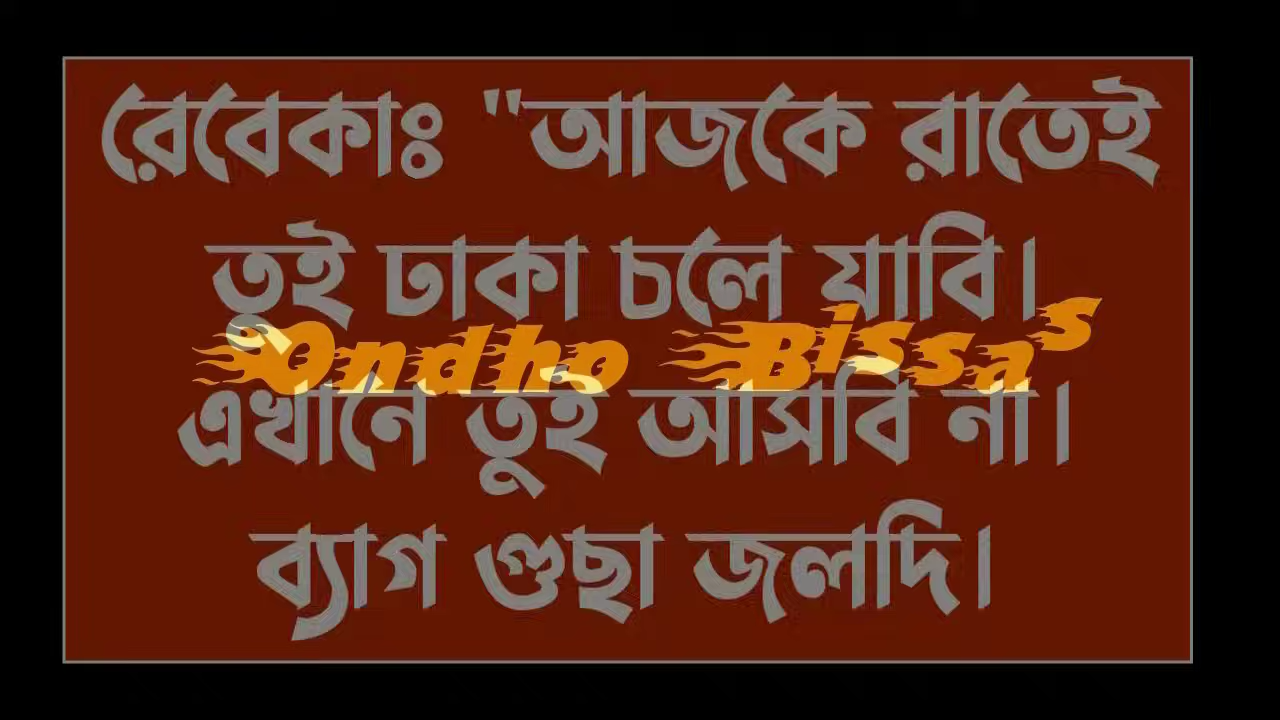 রেবেকাঃ "আজকে রাতেই
তুই ঢাকা চলে যাবি।
Ondho Bissas
এখানে তুই আসবি না।
ব্যাগ গুছা জলদি।